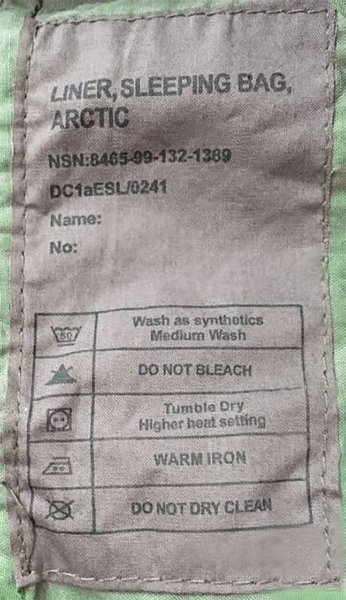 LINER, SLEEPING BAG,
ARCTIC
NSN:8465-99-132-1389
DC1aESL/0241
Name:
No:
Wash as synthetics
Medium Wash
DO NOT BLEACH
Tumble Dry
Higher heat setting
WARM IRON
DO NOT DRY CLEAN